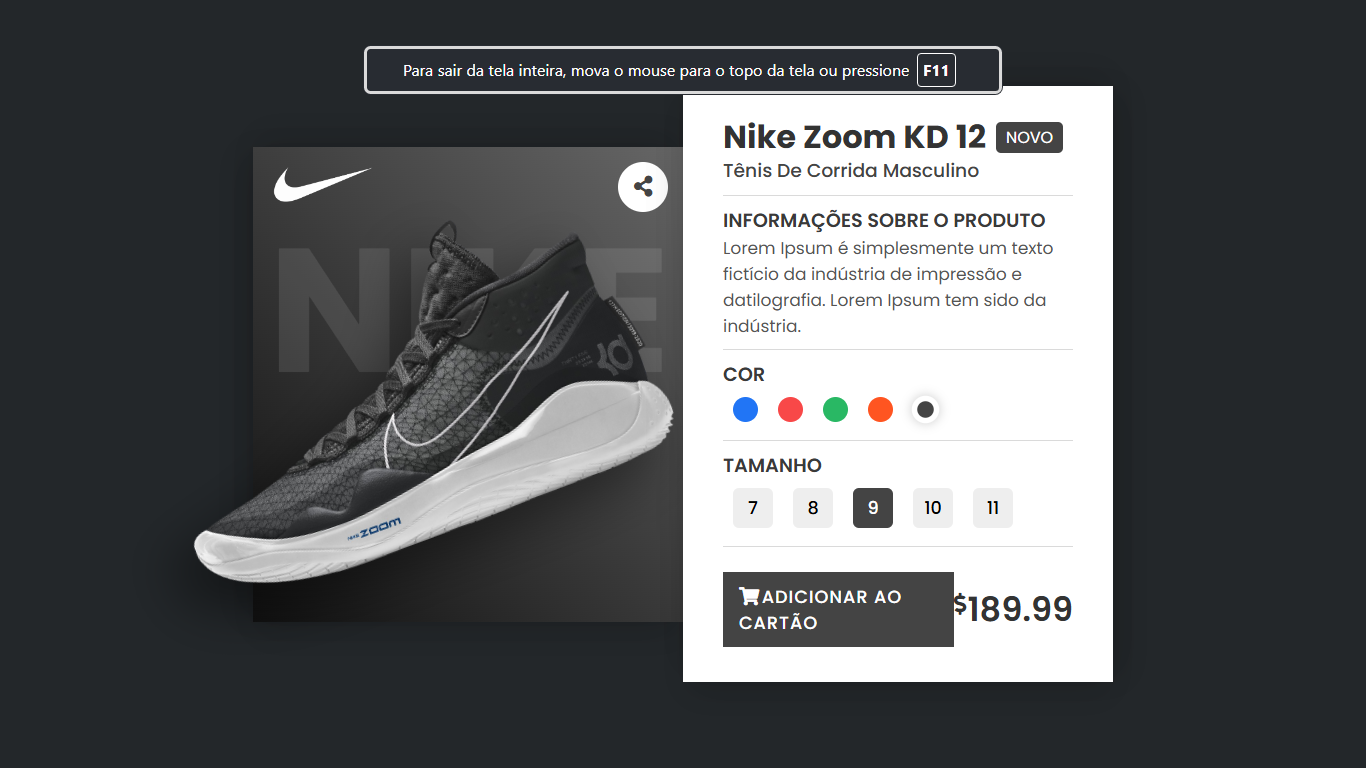 Para sair da tela inteira, mova o mouse para o topo da tela ou pressione F11
NIKE
ZOOM
Nike Zoom KD 12 NOVO
Tênis De Corrida Masculino
INFORMAÇÕES SOBRE O PRODUTO
Lorem Ipsum é simplesmente um texto
fictício da indústria de impressão e
datilografia. Lorem Ipsum tem sido da
indústria.
COR
TAMANHO
7 8 9 10 11
ADICIONAR AO
CARTÃO
$189.99